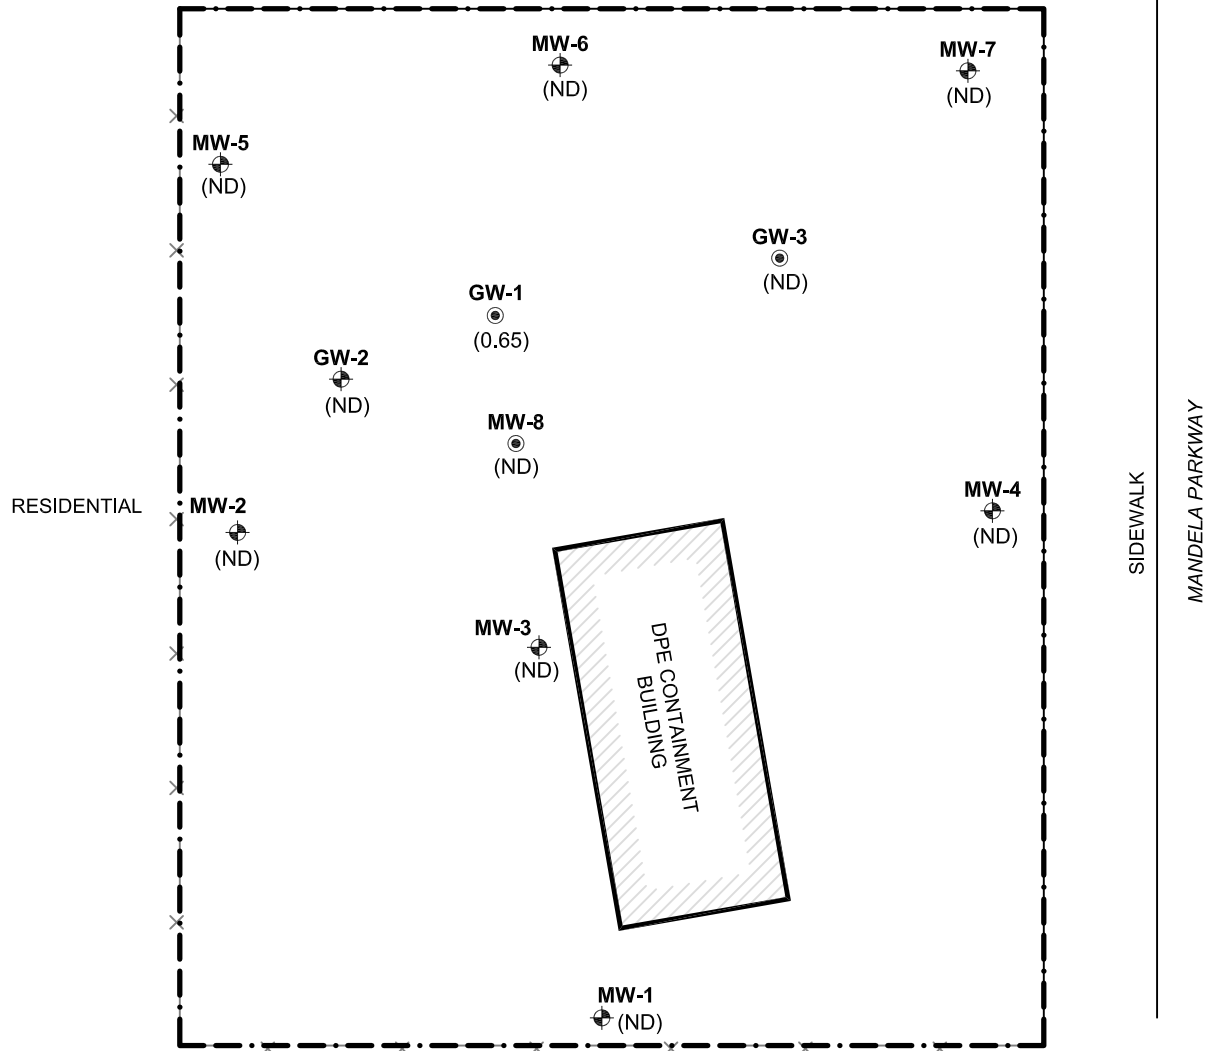 MW-6
(ND)
MW-7
(ND)
MW-5
(ND)
GW-3
(ND)
GW-1
(0.65)
GW-2
(ND)
MW-8
(ND)
RESIDENTIAL
MW-2
(ND)
MW-4
(ND)
SIDEWALK
MANDELA PARKWAY
MW-3
(ND)
DPE CONTAINMENT
BUILDING
MW-1
(ND)